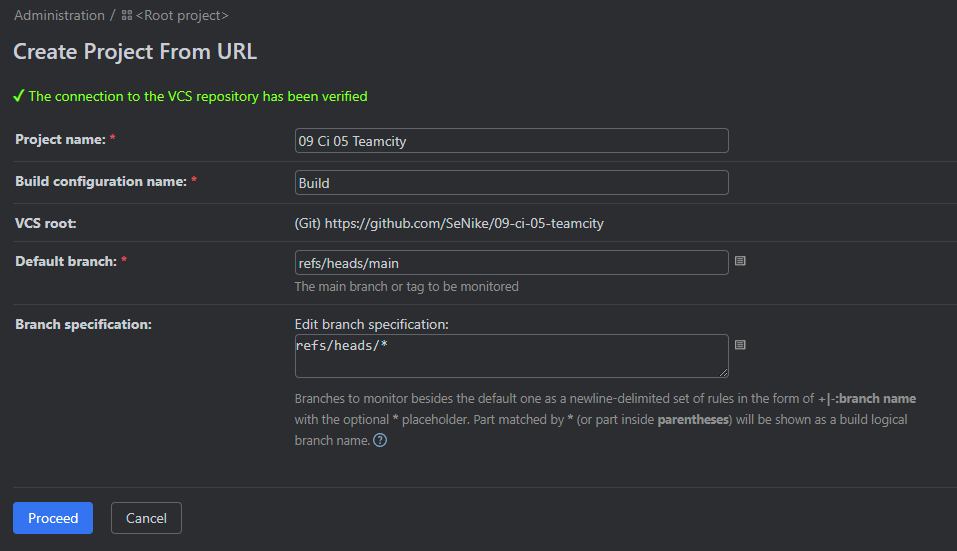 Administration / <Root project>
Create Project From URL
✓ The connection to the VCS repository has been verified
Project name: * 09 Ci 05 Teamcity
Build configuration name: * Build
VCS root: (Git) https://github.com/SeNike/09-ci-05-teamcity
Default branch: * refs/heads/main
The main branch or tag to be monitored
Branch specification: Edit branch specification:
refs/heads/*
Branches to monitor besides the default one as a newline-delimited set of rules in the form of +|-:branch name
with the optional * placeholder. Part matched by * (or part inside parentheses) will be shown as a build logical
branch name. ?
Proceed Cancel